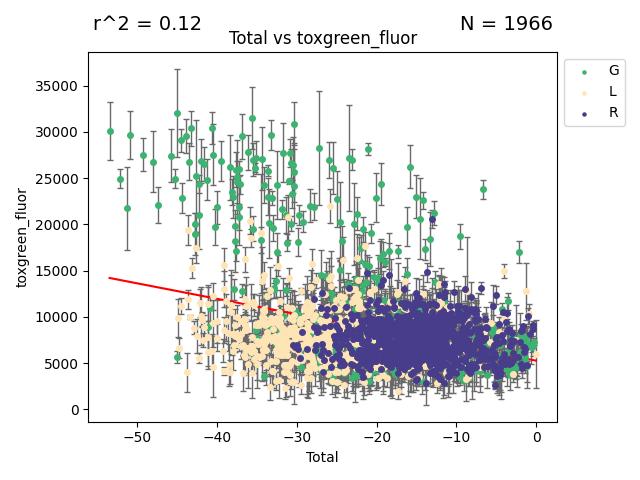 r^2 = 0.12
N = 1966
Total vs toxgreen_fluor
G
L
R
35000
30000
25000
20000
15000
10000
5000
0
toxgreen_fluor
−50
−40
−30
−20
−10
0
Total